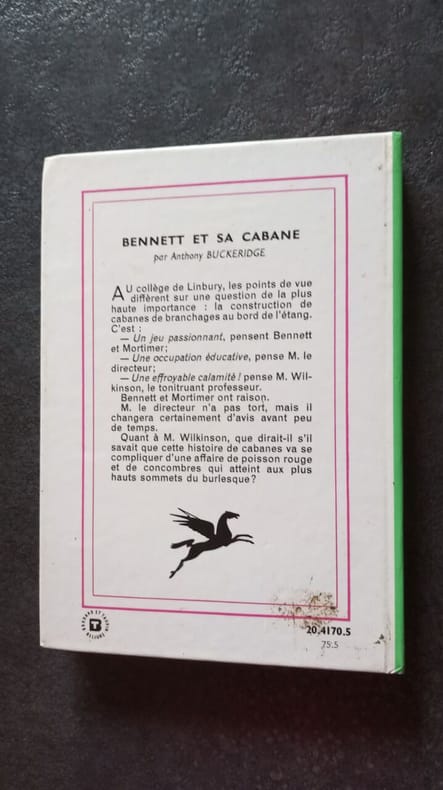 BENNETT ET SA CABANE
par Anthony BUCKERIDGE
AU collège de Linbury, les points de vue
diffèrent sur une question de la plus
haute importance : la construction de
cabanes de branchages au bord de l'étang.
C'est :
— Un jeu passionnant, pensent Bennett
et Mortimer;
— Une occupation éducative, pense M. le
directeur;
— Une effroyable calamité ! pense M. Wil-
kinson, le tonitruant professeur.
Bennett et Mortimer ont raison.
M. le directeur n'a pas tort, mais il
changera certainement d'avis avant peu
de temps.
Quant à M. Wilkinson, que dirait-il s'il
savait que cette histoire de cabanes va se
compliquer d'une affaire de poisson rouge
et de concombres qui atteint aux plus
hauts sommets du burlesque ?
20.4170.5
75.5